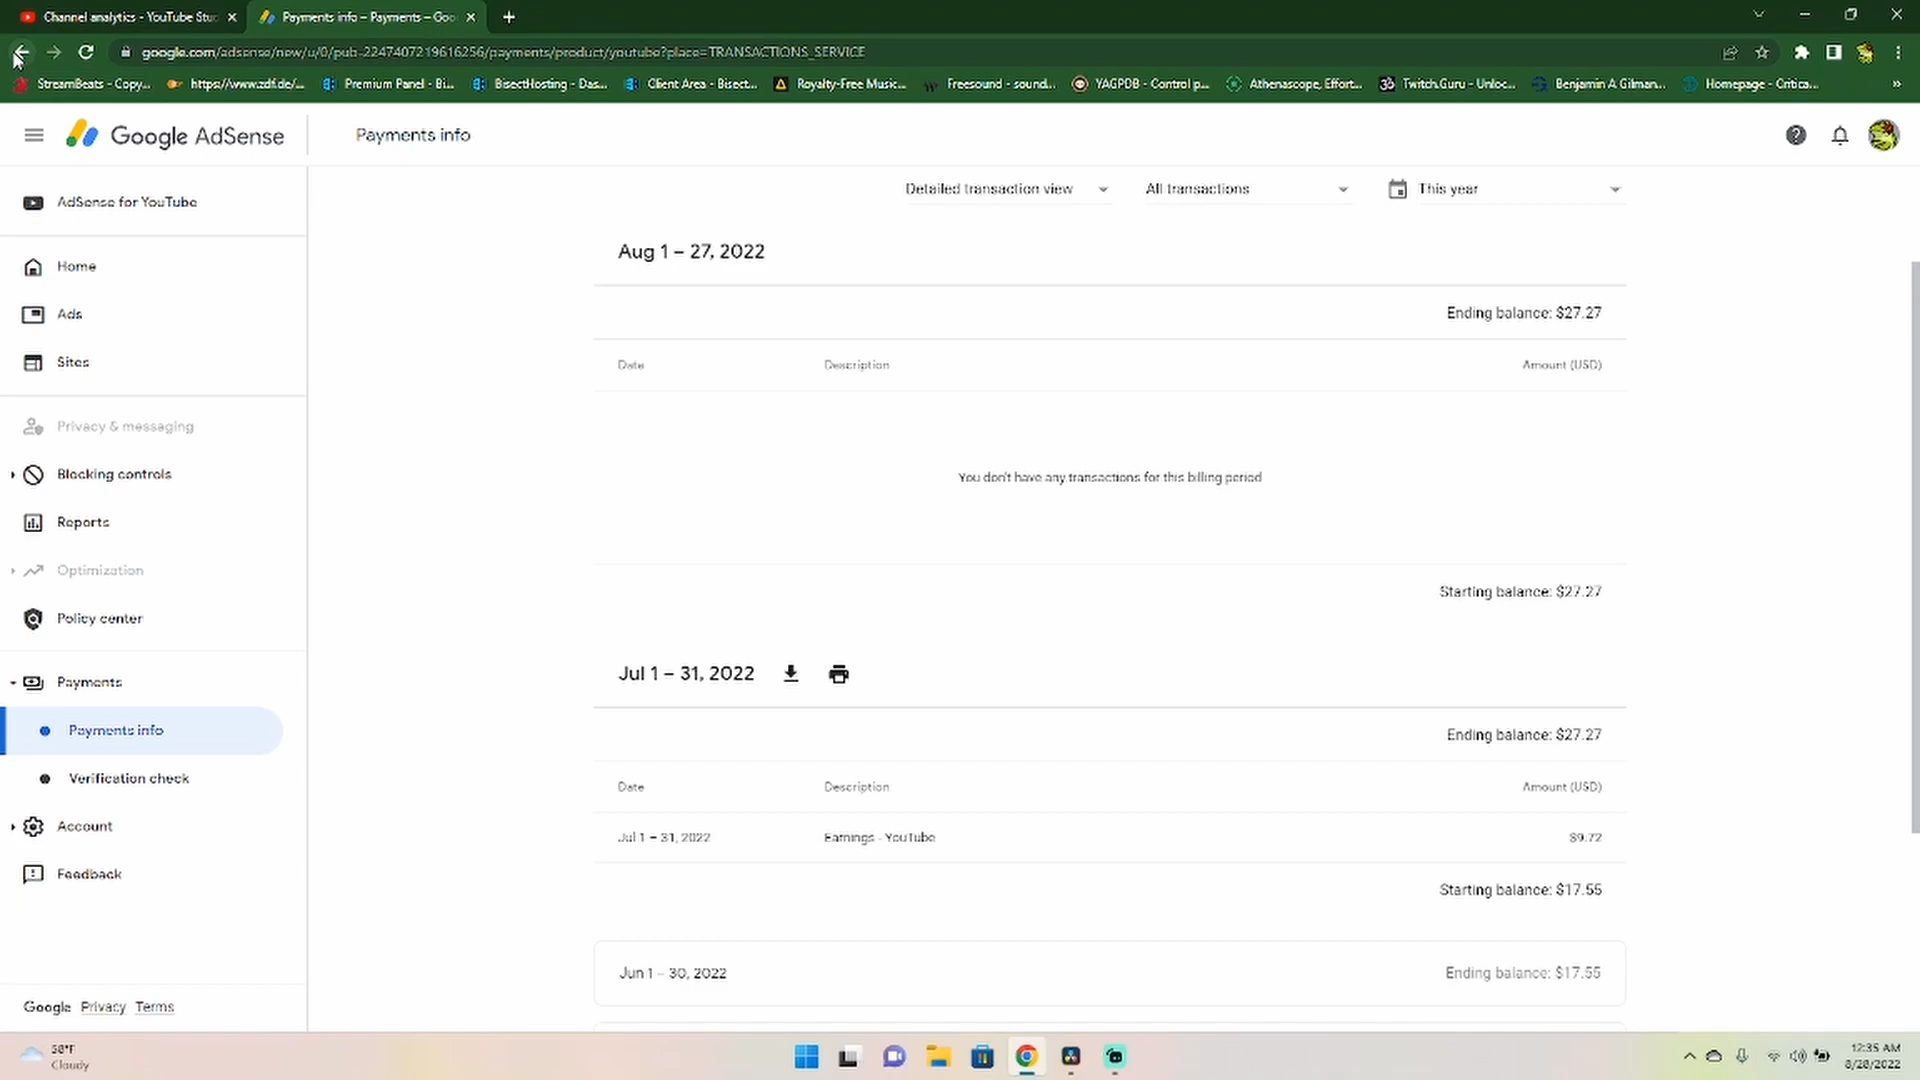 Channel analytics - YouTube Stu
Payments info – Payments – Goo
google.com/adsense/new/u/0/pub-2247407219616256/payments/product/youtube?place=TRANSACTIONS_SERVICE
StreamBeats - Copy...
https://www.zdf.de/...
Premium Panel - Bi...
BisectHosting - Das...
Client Area - Bisect...
Royalty-Free Music...
Freesound - sound...
YAGPDB - Control p...
Athenascope, Effort...
Twitch.Guru - Unloc...
Benjamin A Gilman...
Homepage - Critica...
Google AdSense
Payments info
AdSense for YouTube
Home
Ads
Sites
Privacy & messaging
Blocking controls
Reports
Optimization
Policy center
Payments
Payments info
Verification check
Account
Feedback
Google Privacy Terms
Detailed transaction view
All transactions
This year
Aug 1 – 27, 2022
Ending balance: $27.27
Date Description Amount (USD)
You don't have any transactions for this billing period
Starting balance: $27.27
Jul 1 – 31, 2022
Ending balance: $27.27
Date Description Amount (USD)
Jul 1 – 31, 2022 Earnings - YouTube $9.72
Starting balance: $17.55
Jun 1 – 30, 2022 Ending balance: $17.55
58°F
Cloudy
12:35 AM
8/28/2022